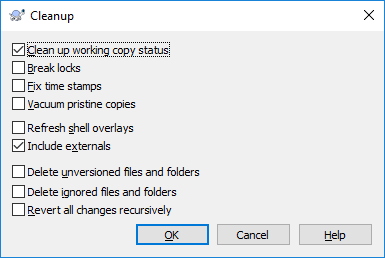 Cleanup
Clean up working copy status
Break locks
Fix time stamps
Vacuum pristine copies
Refresh shell overlays
Include externals
Delete unversioned files and folders
Delete ignored files and folders
Revert all changes recursively
OK Cancel Help